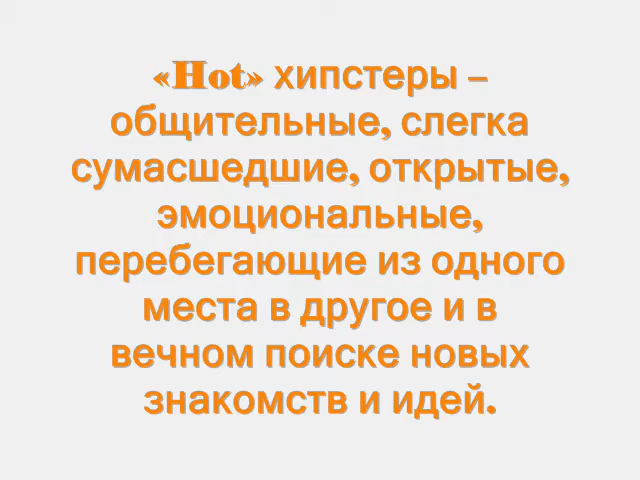 «Hot» хипстеры –
общительные, слегка
сумасшедшие, открытые,
эмоциональные,
перебегающие из одного
места в другое и в
вечном поиске новых
знакомств и идей.